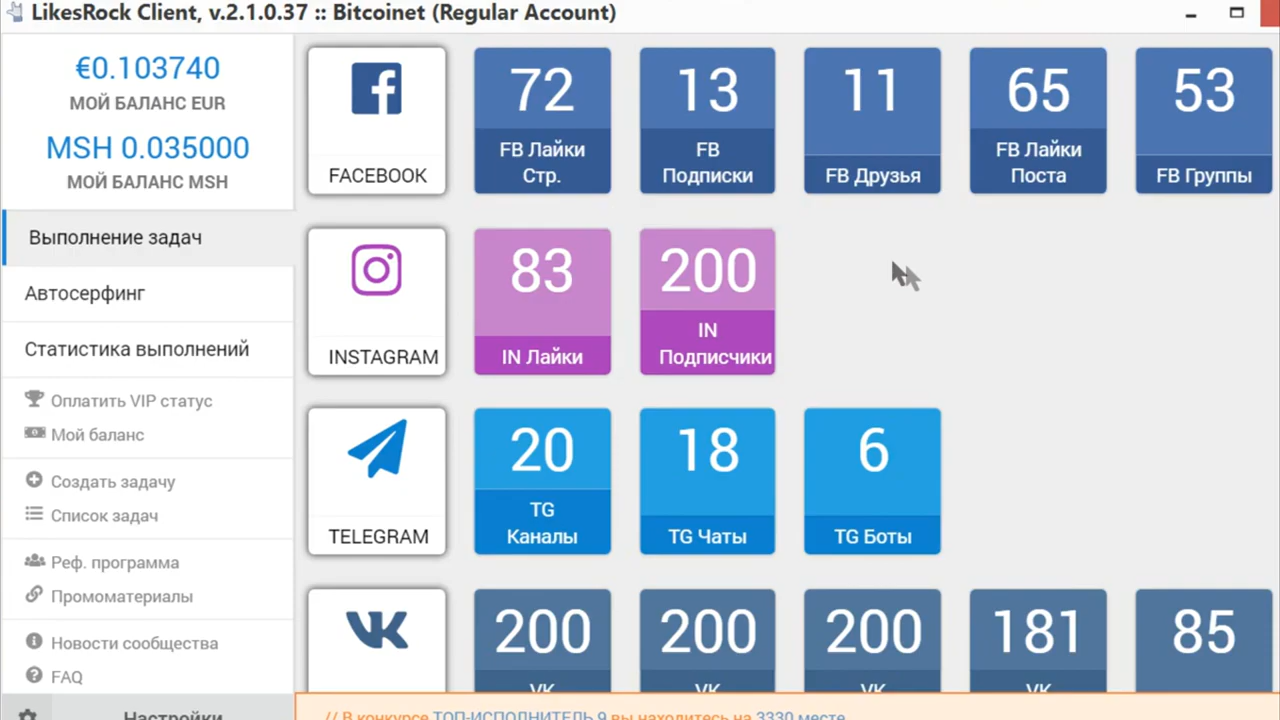 LikesRock Client, v.2.1.0.37 :: Bitcoinet (Regular Account)
€0.103740
МОЙ БАЛАНС EUR
MSH 0.035000
МОЙ БАЛАНС MSH
Выполнение задач
Автосерфинг
Статистика выполнений
Оплатить VIP статус
Мой баланс
Создать задачу
Список задач
Реф. программа
Промоматериалы
Новости сообщества
FAQ
Настройки
FACEBOOK
72
FB Лайки
Стр.
13
FB
Подписки
11
FB Друзья
65
FB Лайки
Поста
53
FB Группы
INSTAGRAM
83
IN Лайки
200
IN
Подписчики
TELEGRAM
20
TG
Каналы
18
TG Чаты
6
TG Боты
200
VK
200
VK
200
VK
181
VK
85
// В конкурсе ТОП-ИСПОЛНИТЕЛЬ 9 вы находитесь на 3330 месте